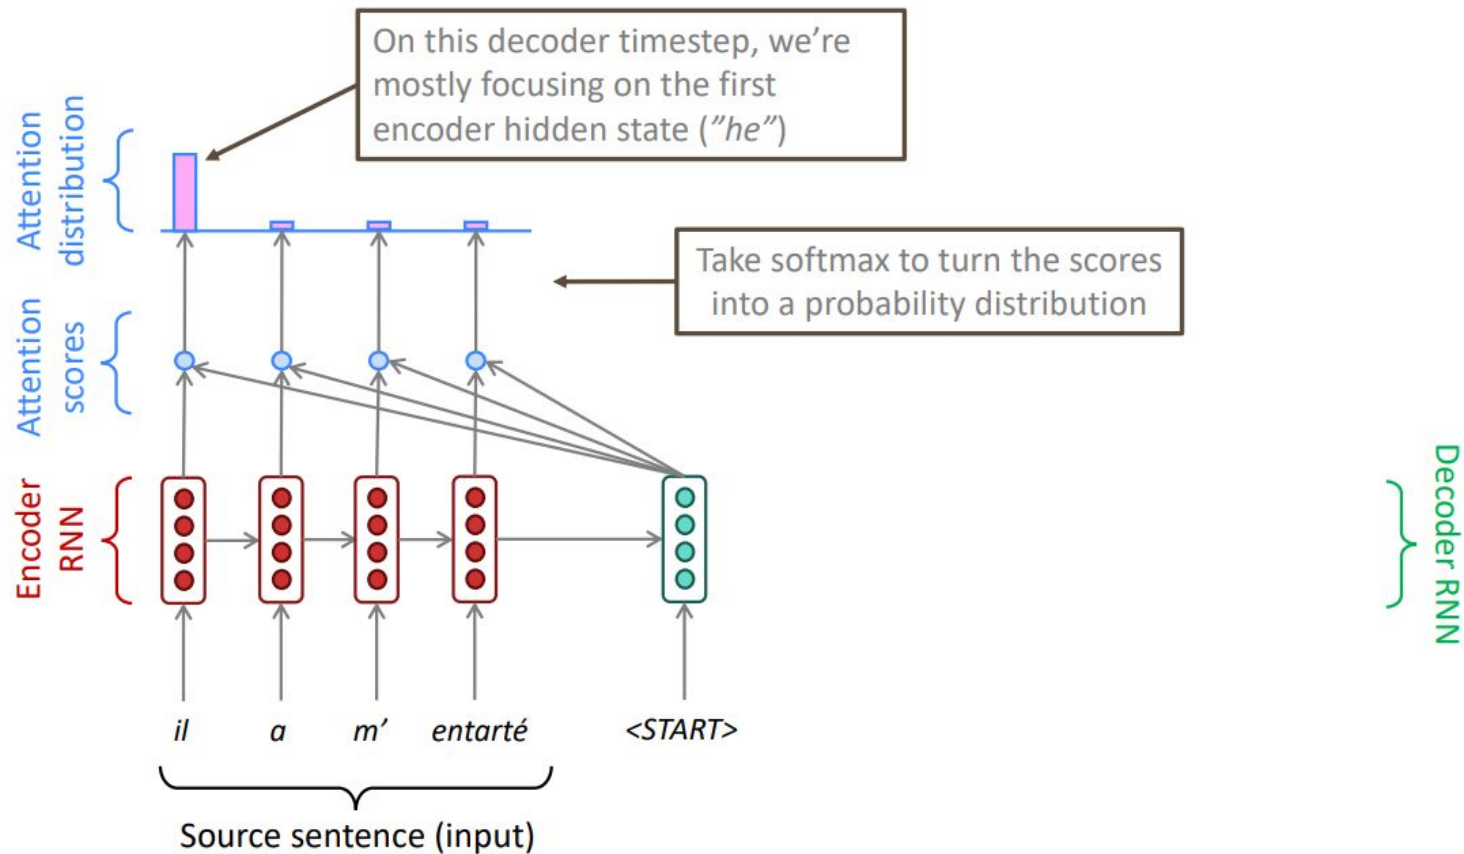 On this decoder timestep, we’re
mostly focusing on the first
encoder hidden state (”he”)
Attention
distribution
Take softmax to turn the scores
into a probability distribution
Attention
scores
Encoder
RNN
Decoder RNN
il a m’ entarté <START>
Source sentence (input)